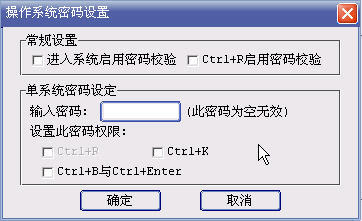 操作系统密码设置
常规设置
进入系统启用密码校验 Ctrl+R启用密码校验
单系统密码设定
输入密码: (此密码为空无效)
设置此密码权限:
Ctrl+R Ctrl+K
Ctrl+B与Ctrl+Enter
确定 取消